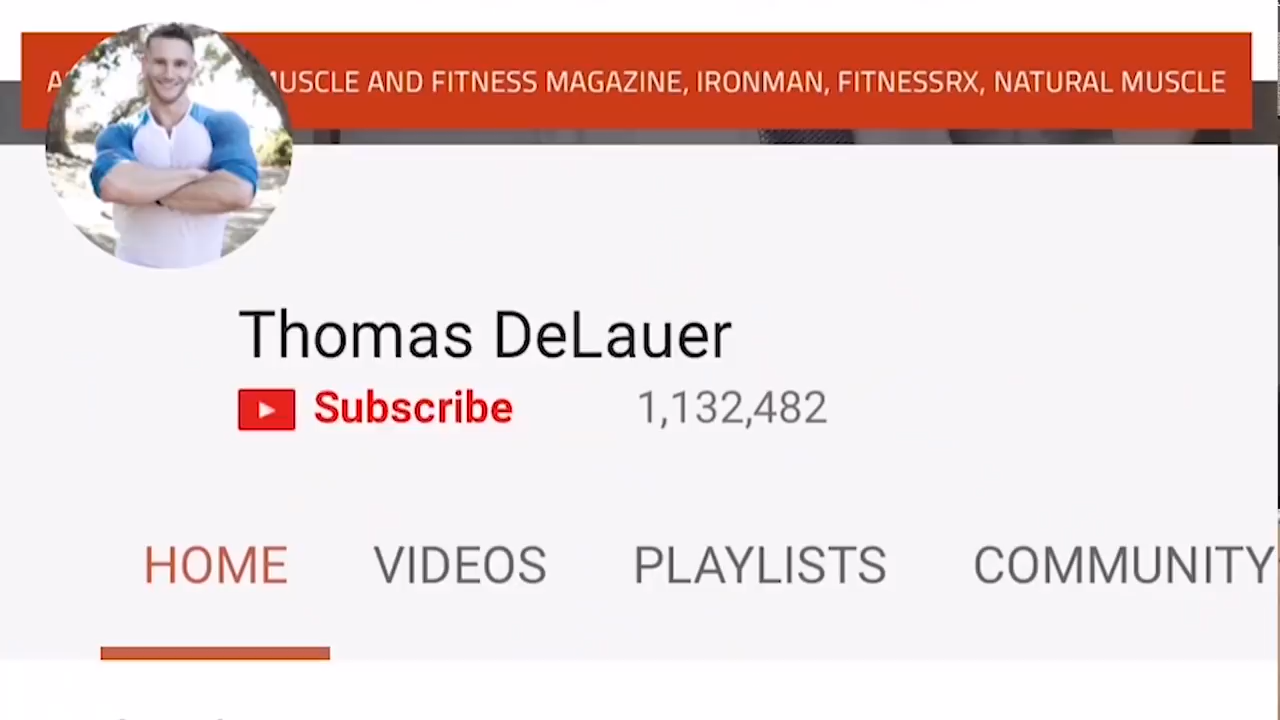 MUSCLE AND FITNESS MAGAZINE, IRONMAN, FITNESSRX, NATURAL MUSCLE
Thomas DeLauer
Subscribe 1,132,482
HOME VIDEOS PLAYLISTS COMMUNITY